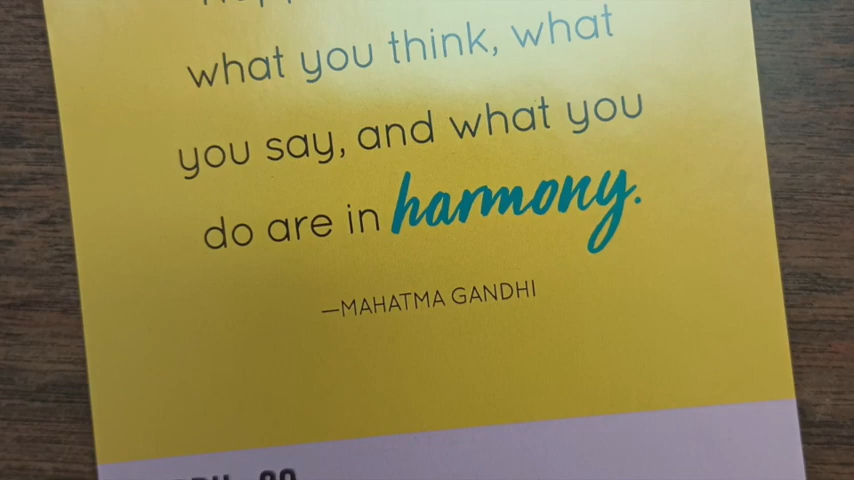 what you think, what
you say, and what you
do are in harmony.
—MAHATMA GANDHI